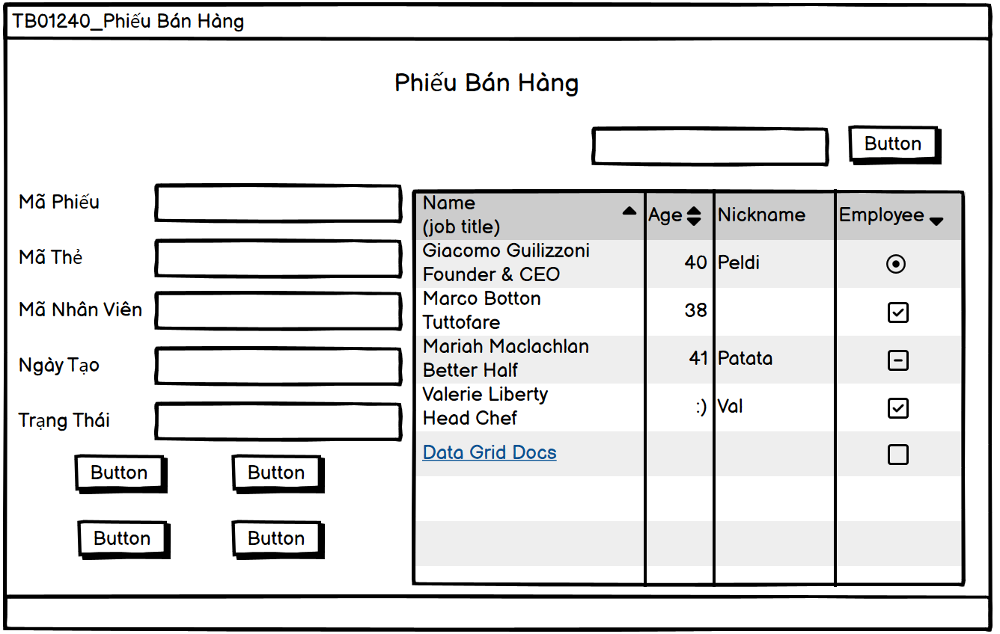 TB01240_Phiếu Bán Hàng
Phiếu Bán Hàng
Button
Mã Phiếu
Mã Thẻ
Mã Nhân Viên
Ngày Tạo
Trạng Thái
Button
Button
Button
Button
Name
(job title)
Age
Nickname
Employee
Giacomo Guilizzoni
Founder & CEO
40
Peldi
Marco Botton
Tuttofare
38
Mariah Maclachlan
Better Half
41
Patata
Valerie Liberty
Head Chef
:)
Val
Data Grid Docs